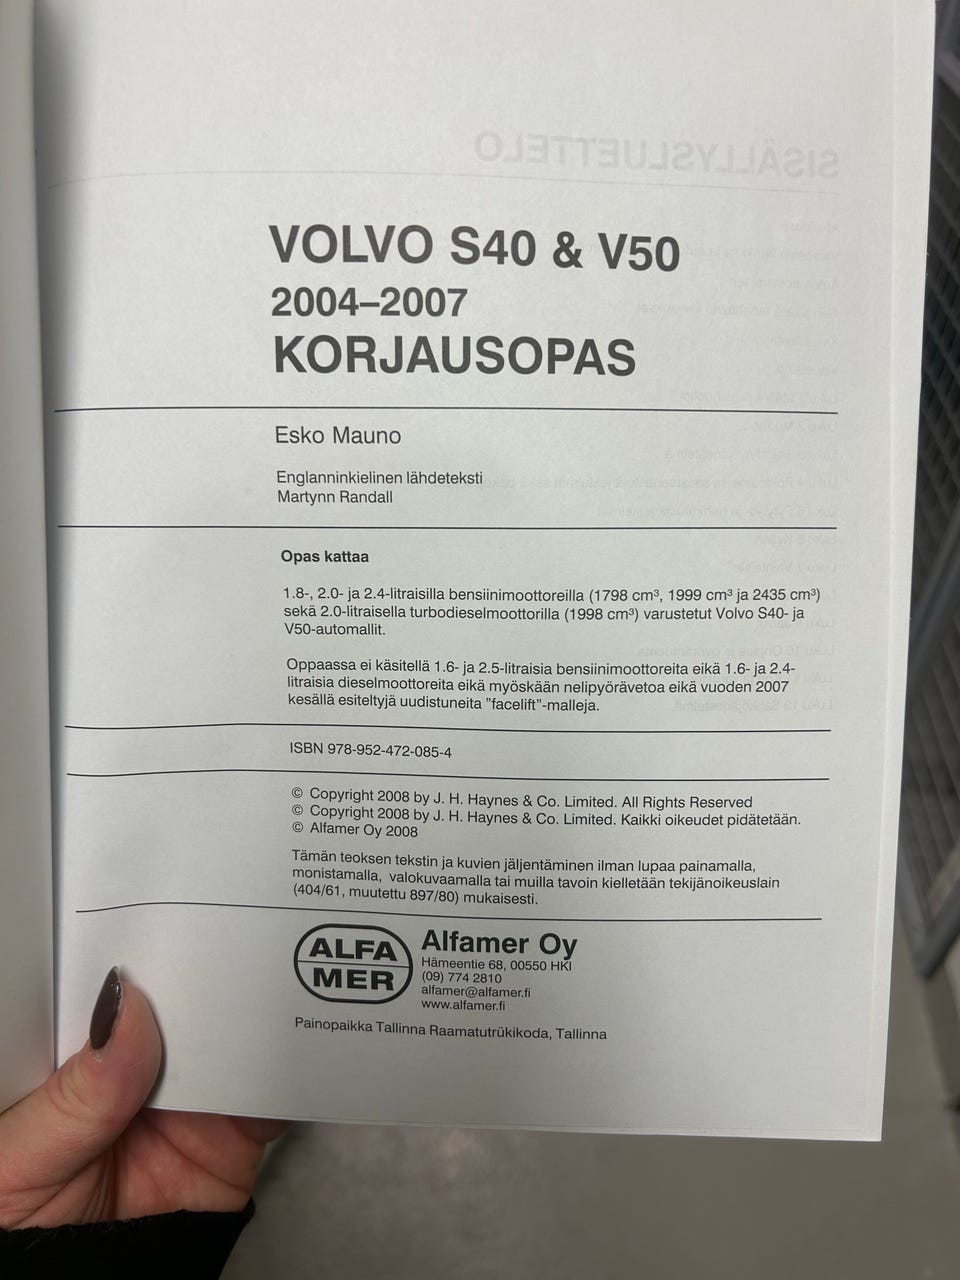 SISÄLLYSLUETTELO
VOLVO S40 & V50
2004–2007
KORJAUSOPAS
Esko Mauno
Englanninkielinen lähdeteksti
Martynn Randall
Opas kattaa
1.8-, 2.0- ja 2.4-litraisilla bensiinimoottoreilla (1798 cm³, 1999 cm³ ja 2435 cm³)
sekä 2.0-litraisella turbodieselmoottorilla (1998 cm³) varustetut Volvo S40- ja
V50-automallit.
Oppaassa ei käsitellä 1.6- ja 2.5-litraisia bensiinimoottoreita eikä 1.6- ja 2.4-
litraisia dieselmoottoreita eikä myöskään nelipyörävetoa eikä vuoden 2007
kesällä esiteltyjä uudistuneita ”facelift”-malleja.
ISBN 978-952-472-085-4
© Copyright 2008 by J. H. Haynes & Co. Limited. All Rights Reserved
© Copyright 2008 by J. H. Haynes & Co. Limited. Kaikki oikeudet pidätetään.
© Alfamer Oy 2008
Tämän teoksen tekstin ja kuvien jäljentäminen ilman lupaa painamalla,
monistamalla, valokuvaamalla tai muilla tavoin kielletään tekijänoikeuslain
(404/61, muutettu 897/80) mukaisesti.
ALFA
MER
Alfamer Oy
Hämeentie 68, 00550 HKI
(09) 774 2810
alfamer@alfamer.fi
www.alfamer.fi
Painopaikka Tallinna Raamatutrükikoda, Tallinna